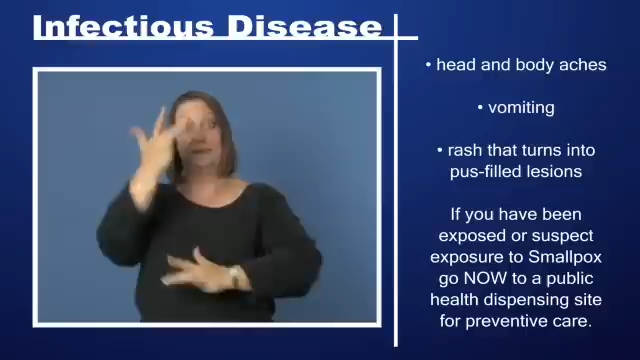 Infectious Disease
• head and body aches
• vomiting
• rash that turns into
pus-filled lesions
If you have been
exposed or suspect
exposure to Smallpox
go NOW to a public
health dispensing site
for preventive care.